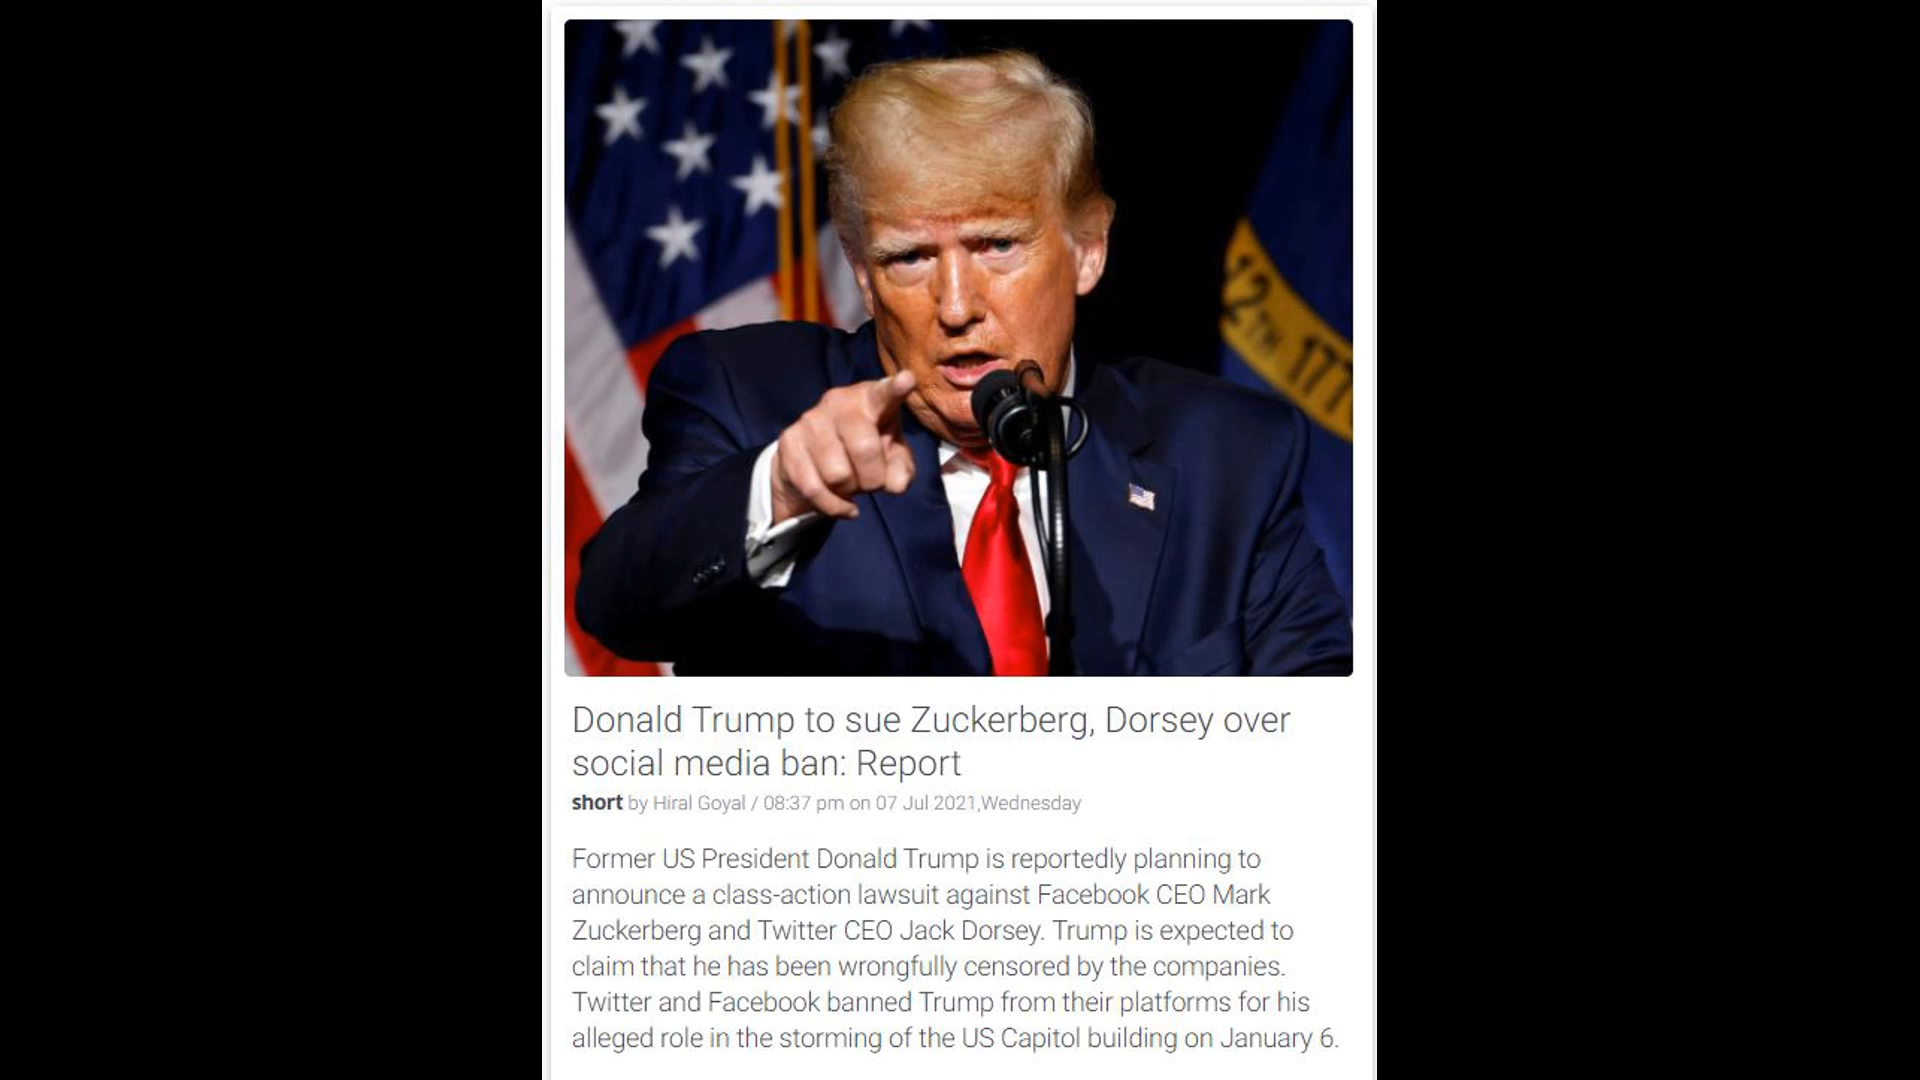 12TH 177
Donald Trump to sue Zuckerberg, Dorsey over
social media ban: Report
short by Hiral Goyal / 08:37 pm on 07 Jul 2021,Wednesday
Former US President Donald Trump is reportedly planning to
announce a class-action lawsuit against Facebook CEO Mark
Zuckerberg and Twitter CEO Jack Dorsey. Trump is expected to
claim that he has been wrongfully censored by the companies.
Twitter and Facebook banned Trump from their platforms for his
alleged role in the storming of the US Capitol building on January 6.